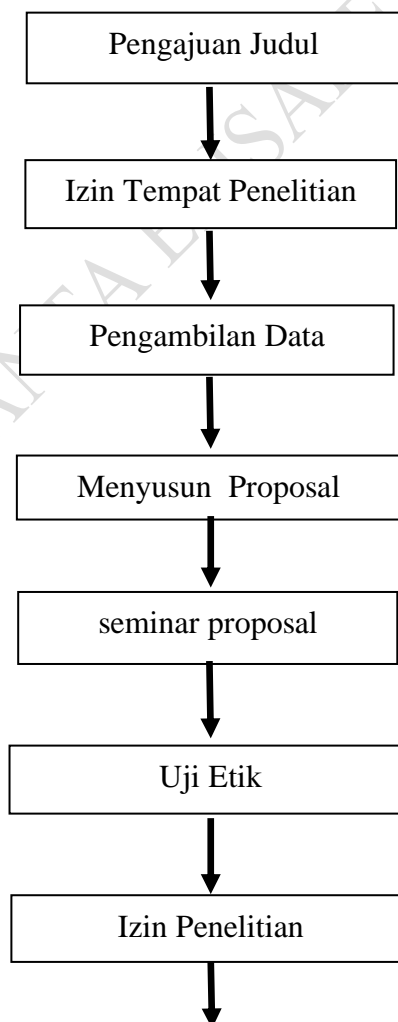 Pengajuan Judul
Izin Tempat Penelitian
Pengambilan Data
Menyusun Proposal
seminar proposal
Uji Etik
Izin Penelitian